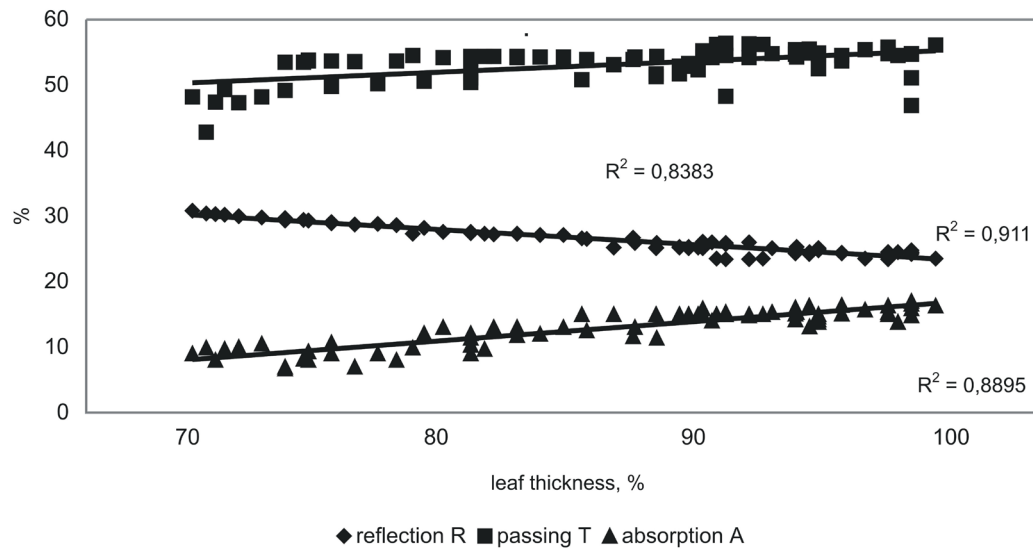 60
50
40
30
20
10
0
%
R² = 0,8383
R² = 0,911
R² = 0,8895
70 80 90 100
leaf thickness, %
reflection R passing T absorption A